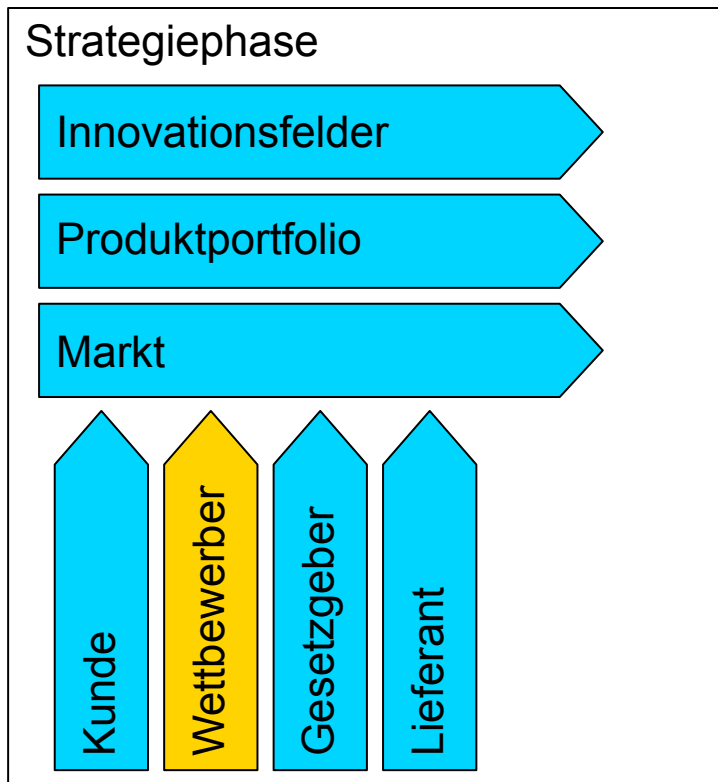 Strategiephase
Innovationsfelder
Produktportfolio
Markt
Kunde
Wettbewerber
Gesetzgeber
Lieferant